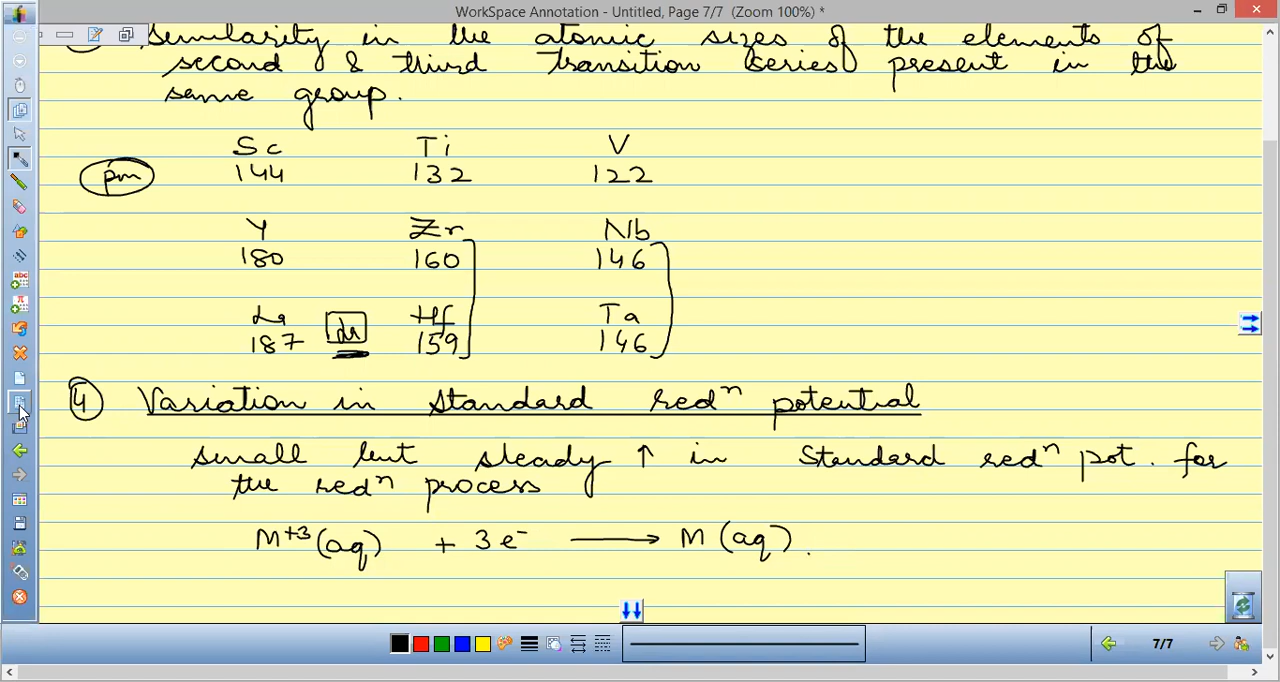 WorkSpace Annotation - Untitled, Page 7/7 (Zoom 100%) *
Similarity in the atomic sizes of the elements of
second & third transition series present in the
same group.
Sc Ti V
pm 144 132 122
Y Zr Nb
180 160 146
La Hf Ta
187 159 146
4 Variation in standard redⁿ potential
small but steady ↑ in standard redⁿ pot. for
the redⁿ process
M⁺³(aq) + 3e⁻ ⟶ M(aq).
7/7